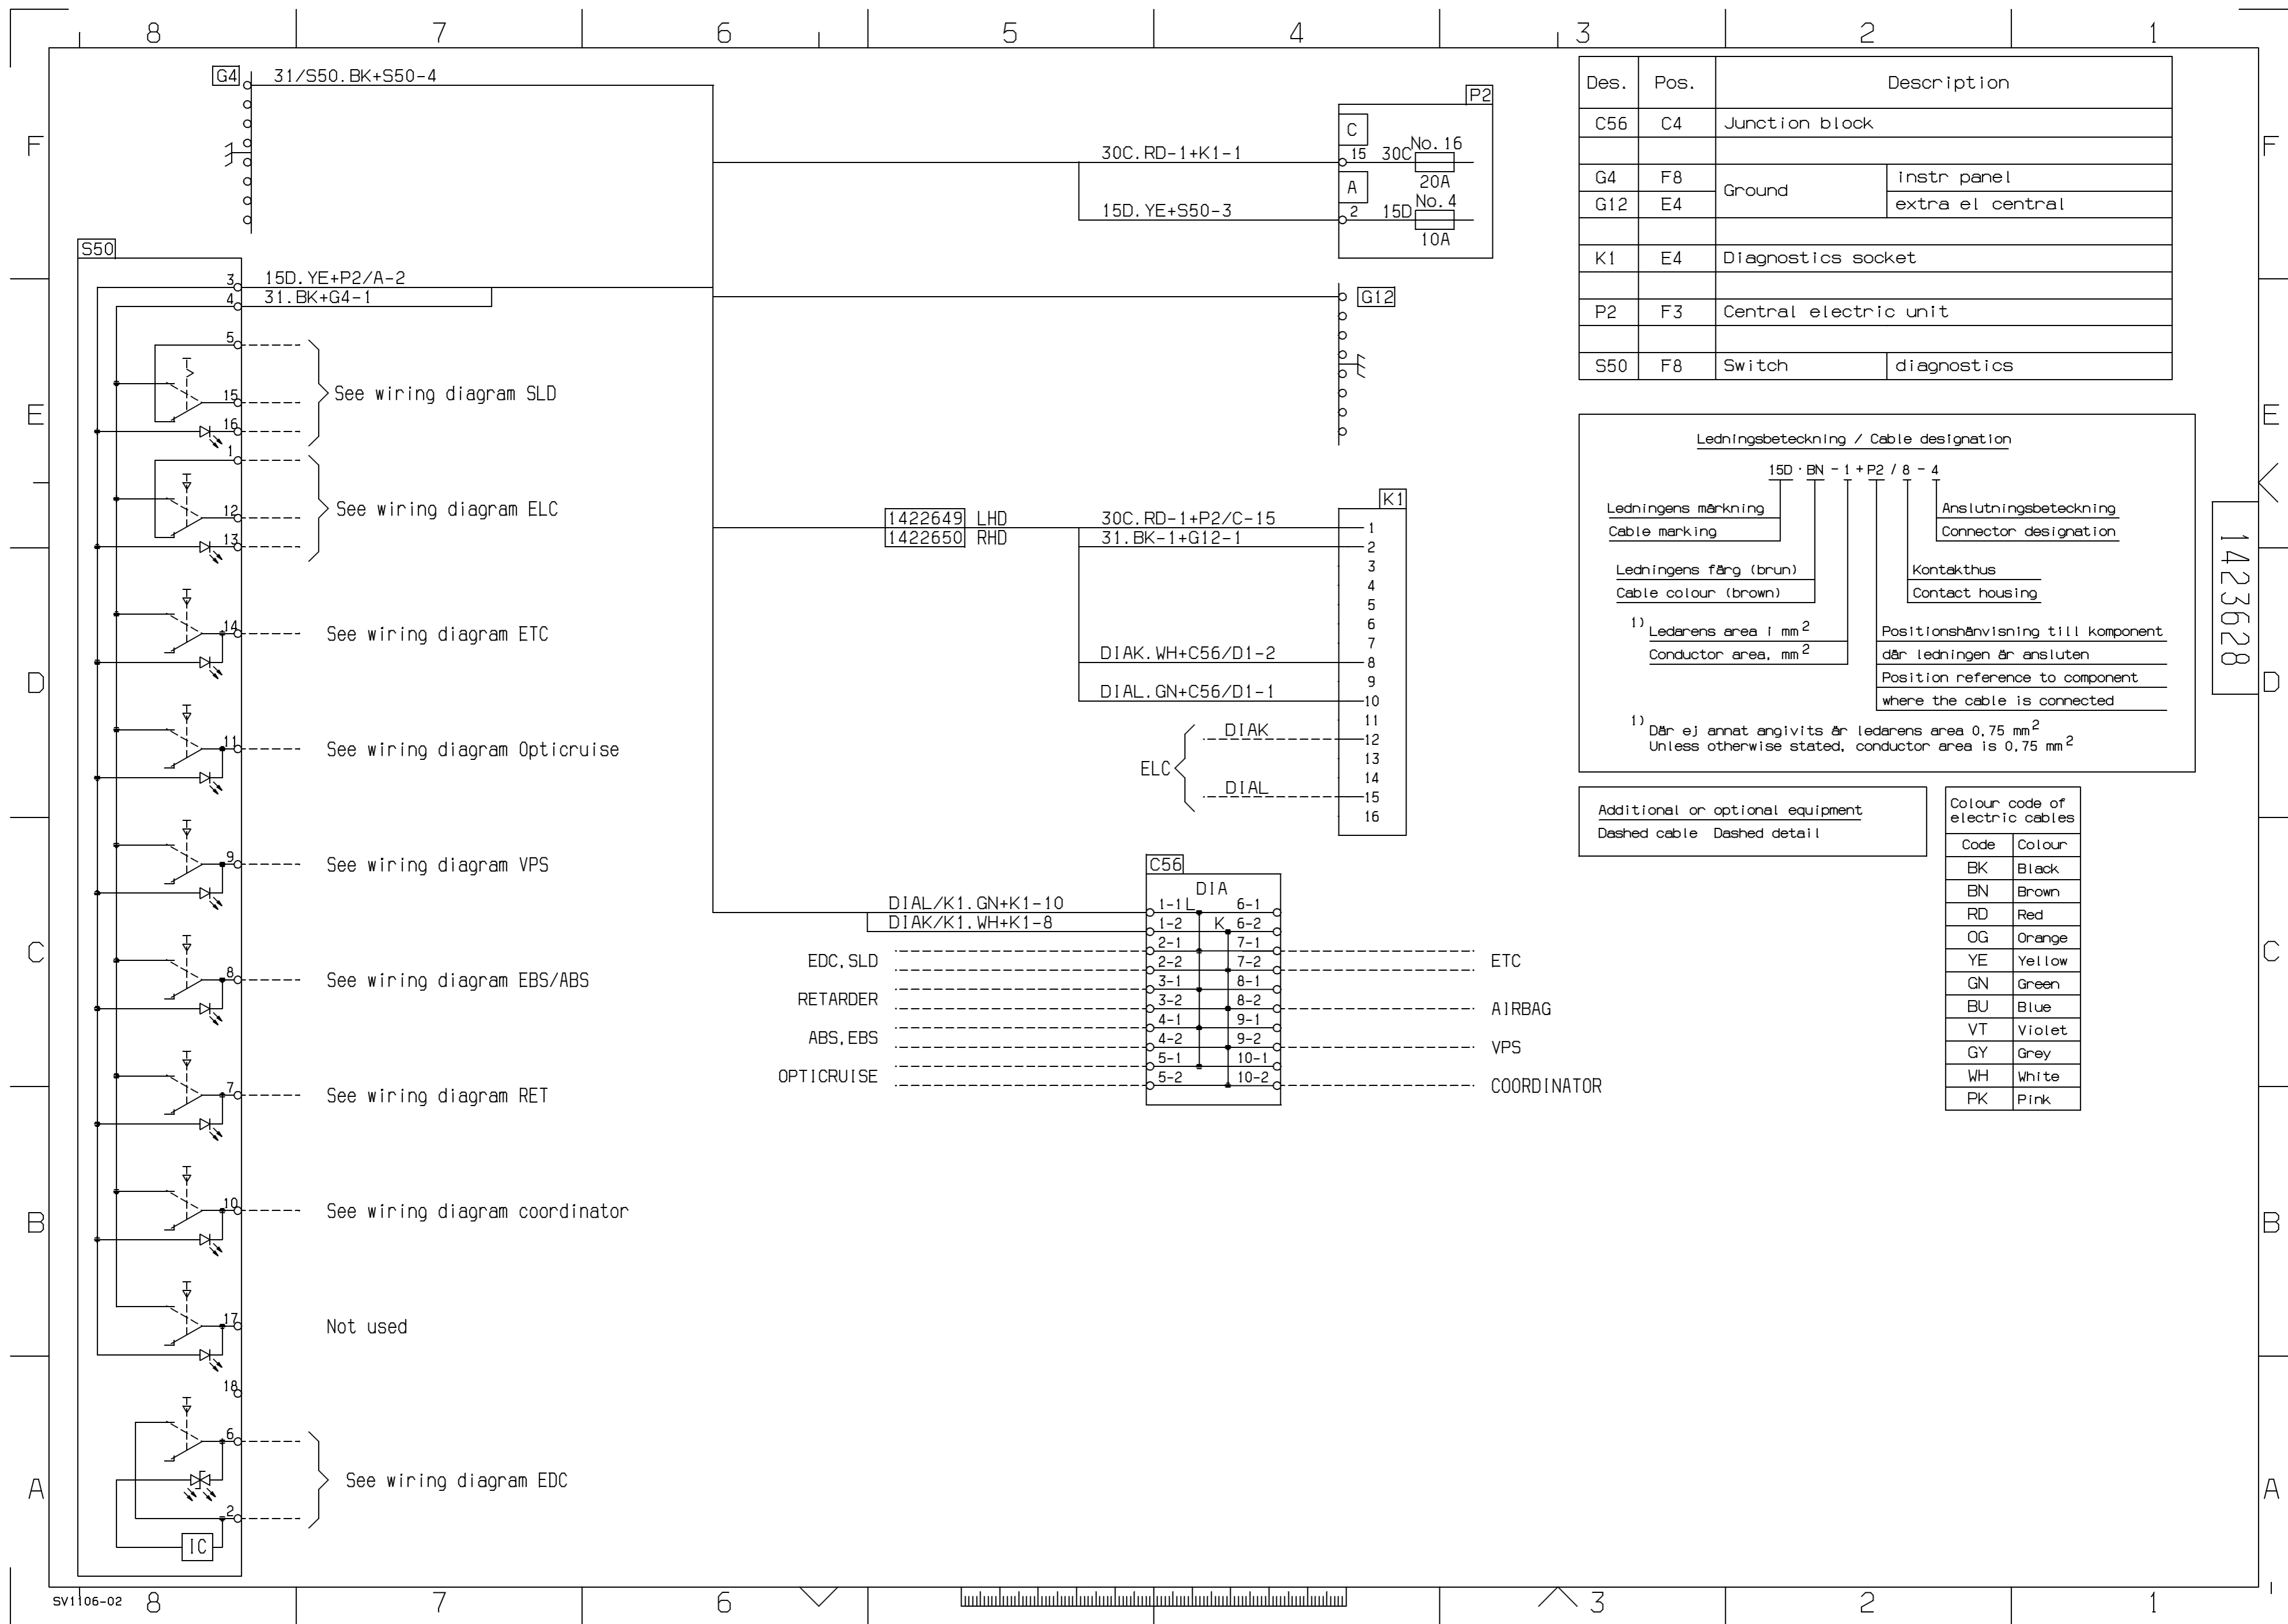 8 7 6 5 4 3 2 1
F
E
D
C
B
A
G4
31/S50.BK+S50-4
S50
3 15D.YE+P2/A-2
4 31.BK+G4-1
5
15
16
See wiring diagram SLD
1
12
13
See wiring diagram ELC
14
See wiring diagram ETC
11
See wiring diagram Opticruise
9
See wiring diagram VPS
8
See wiring diagram EBS/ABS
7
See wiring diagram RET
10
See wiring diagram coordinator
17
Not used
18
6
2
See wiring diagram EDC
IC
P2
C
30C.RD-1+K1-1
15 30C No.16
20A
A
15D.YE+S50-3
2 15D No.4
10A
G12
K1
1422649 LHD
1422650 RHD
30C.RD-1+P2/C-15
31.BK-1+G12-1
DIAK.WH+C56/D1-2
DIAL.GN+C56/D1-1
ELC
DIAK
DIAL
1
2
3
4
5
6
7
8
9
10
11
12
13
14
15
16
C56
DIA
DIAL/K1.GN+K1-10
DIAK/K1.WH+K1-8
1-1 L 6-1
1-2 K 6-2
2-1 7-1
2-2 7-2
3-1 8-1
3-2 8-2
4-1 9-1
4-2 9-2
5-1 10-1
5-2 10-2
EDC,SLD
RETARDER
ABS,EBS
OPTICRUISE
ETC
AIRBAG
VPS
COORDINATOR
Des. Pos. Description
C56 C4 Junction block
G4 F8 Ground instr panel
G12 E4 extra el central
K1 E4 Diagnostics socket
P2 F3 Central electric unit
S50 F8 Switch diagnostics
Ledningsbeteckning / Cable designation
15D · BN - 1 + P2 / 8 - 4
Ledningens märkning
Cable marking
Anslutningsbeteckning
Connector designation
Ledningens färg (brun)
Cable colour (brown)
Kontakthus
Contact housing
1) Ledarens area i mm2
Conductor area, mm2
Positionshänvisning till komponent
där ledningen är ansluten
Position reference to component
where the cable is connected
1) Där ej annat angivits är ledarens area 0,75 mm2
Unless otherwise stated, conductor area is 0,75 mm2
Additional or optional equipment
Dashed cable Dashed detail
Colour code of
electric cables
Code Colour
BK Black
BN Brown
RD Red
OG Orange
YE Yellow
GN Green
BU Blue
VT Violet
GY Grey
WH White
PK Pink
1423628
F
E
D
C
B
A
SV1106-02
8 7 6 3 2 1